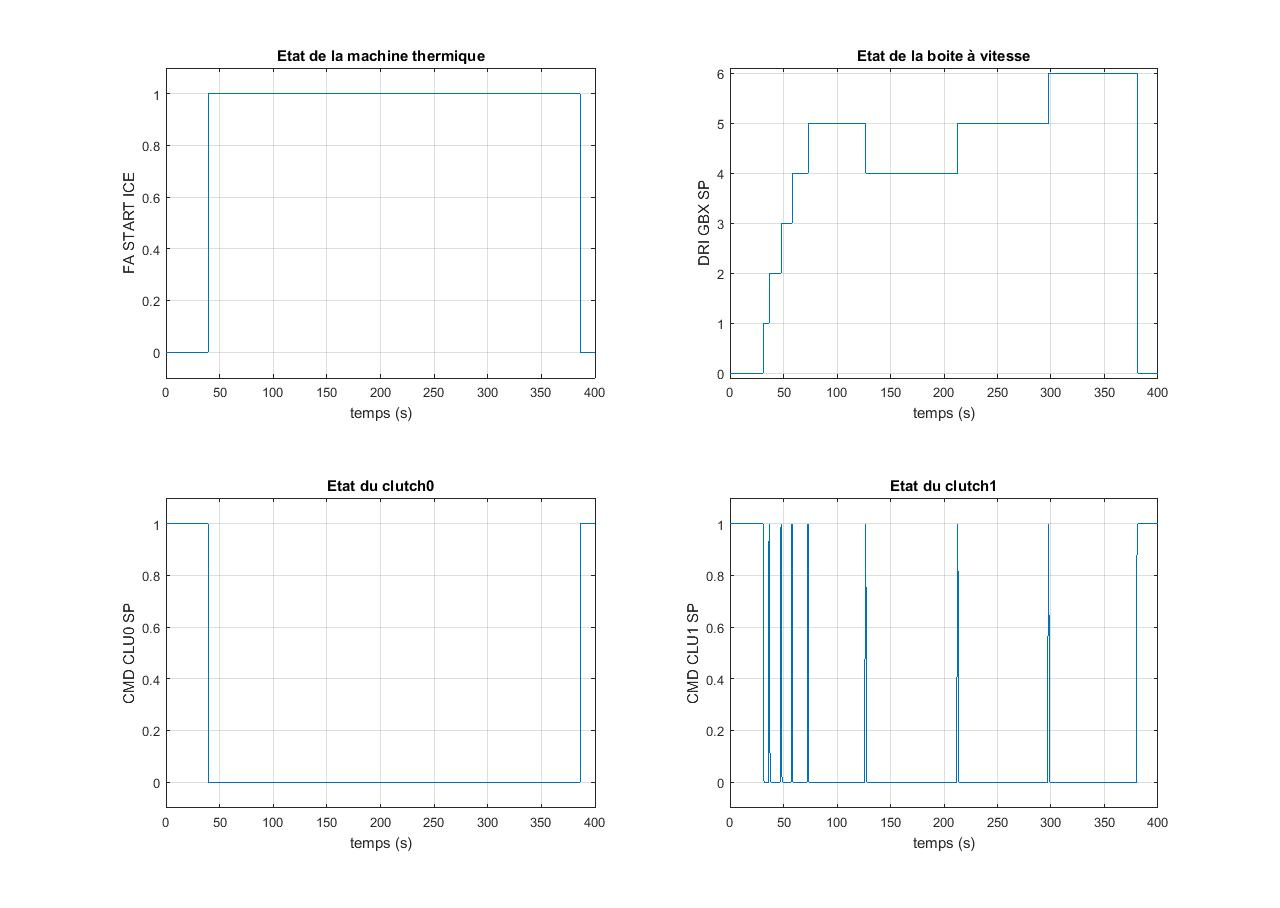 Etat de la machine thermique
FA START ICE
1
0.8
0.6
0.4
0.2
0
0 50 100 150 200 250 300 350 400
temps (s)
Etat de la boite à vitesse
DRI GBX SP
6
5
4
3
2
1
0
0 50 100 150 200 250 300 350 400
temps (s)
Etat du clutch0
CMD CLU0 SP
1
0.8
0.6
0.4
0.2
0
0 50 100 150 200 250 300 350 400
temps (s)
Etat du clutch1
CMD CLU1 SP
1
0.8
0.6
0.4
0.2
0
0 50 100 150 200 250 300 350 400
temps (s)